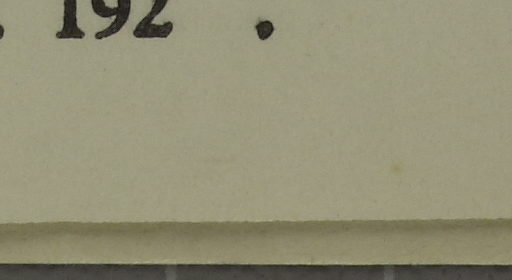 . 192 .